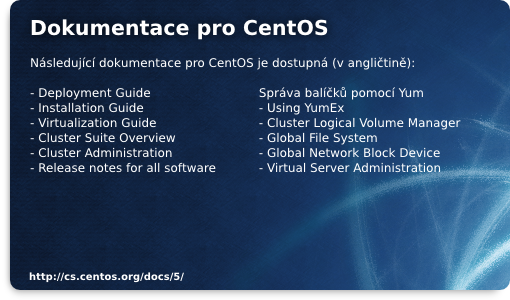 Dokumentace pro CentOS
Následující dokumentace pro CentOS je dostupná (v angličtině):
- Deployment Guide
- Installation Guide
- Virtualization Guide
- Cluster Suite Overview
- Cluster Administration
- Release notes for all software
Správa balíčků pomocí Yum
- Using YumEx
- Cluster Logical Volume Manager
- Global File System
- Global Network Block Device
- Virtual Server Administration
http://cs.centos.org/docs/5/